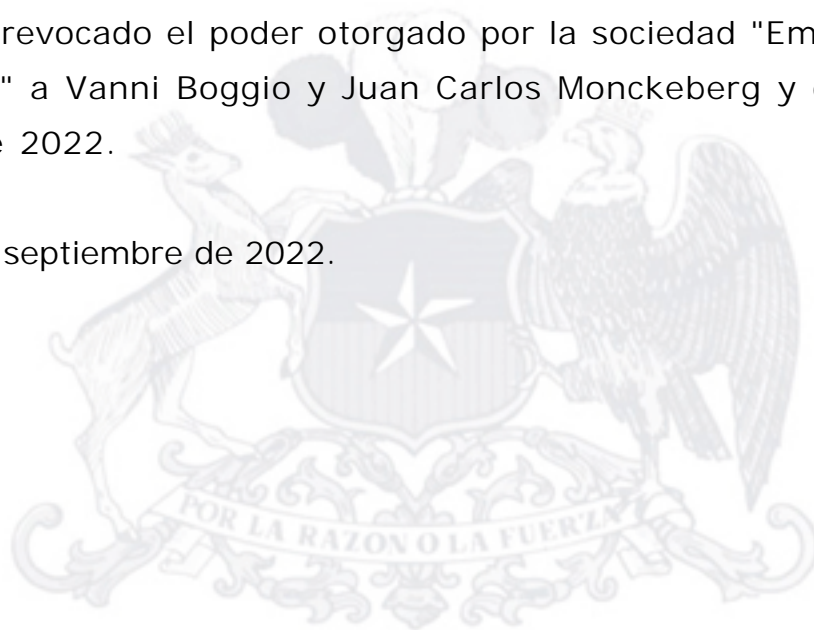 revocado el poder otorgado por la sociedad "Em
" a Vanni Boggio y Juan Carlos Monckeberg y
2022.
septiembre de 2022.
POR LA RAZON O LA FUERZA